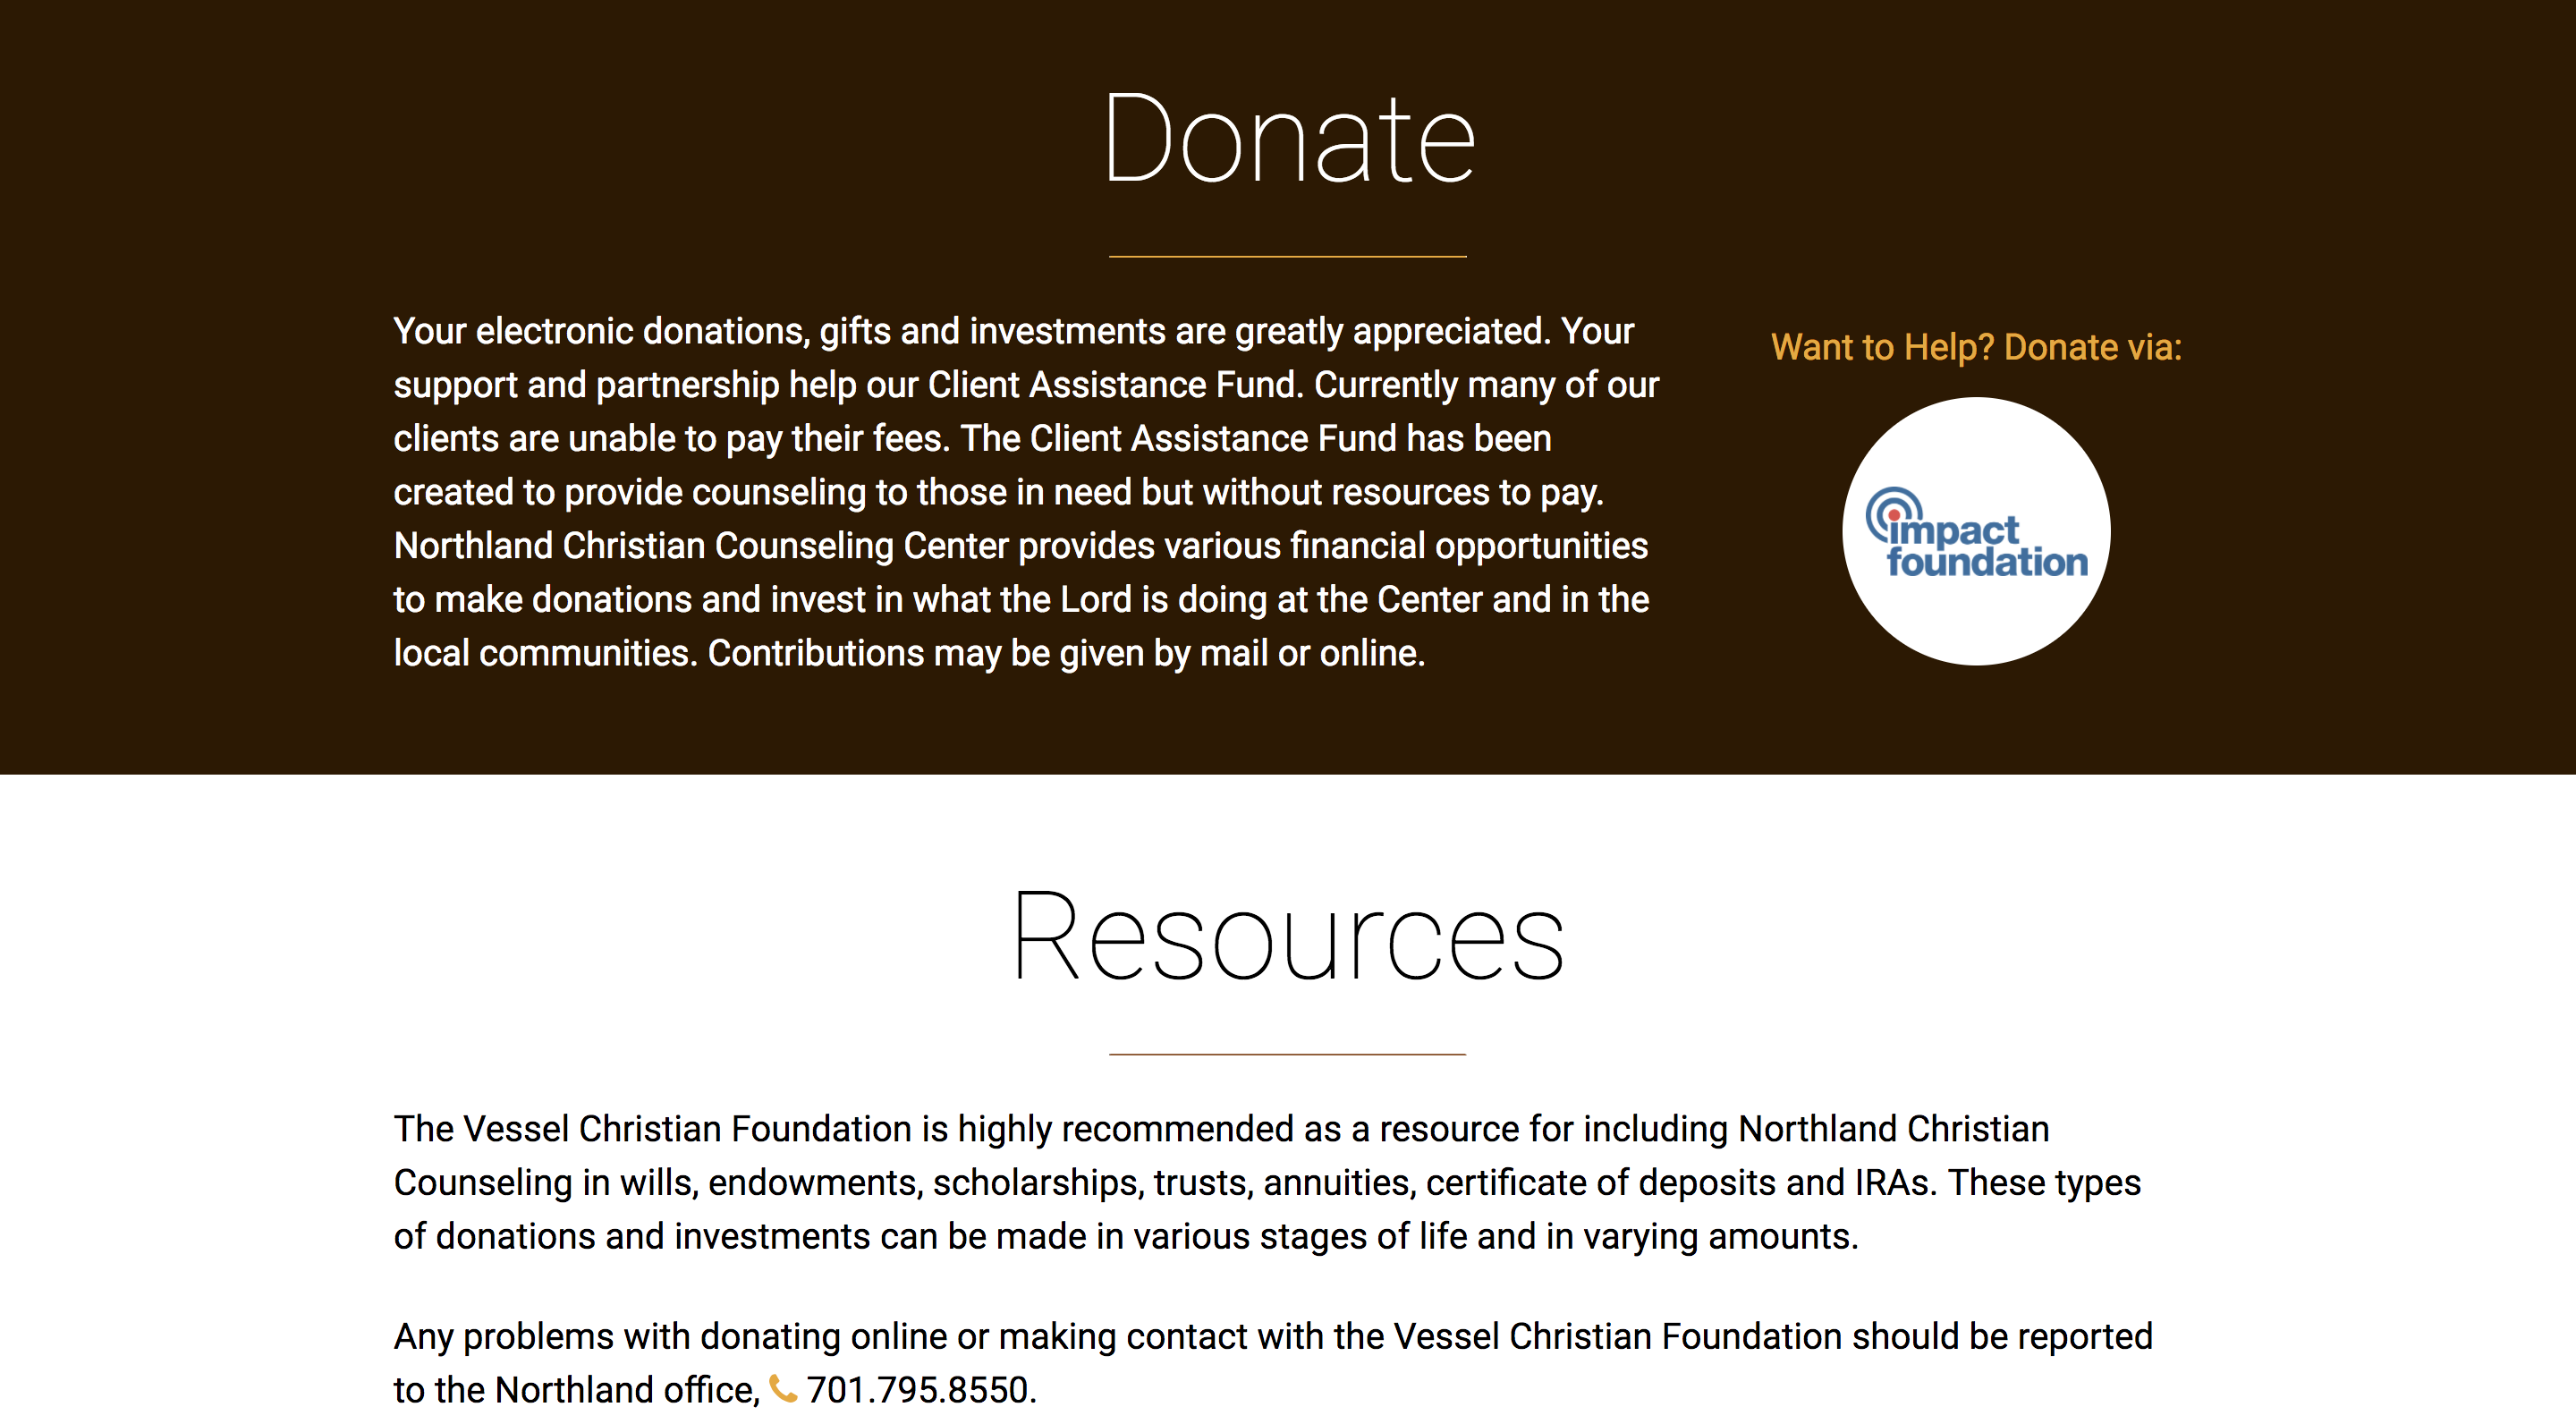 Donate
Your electronic donations, gifts and investments are greatly appreciated. Your
support and partnership help our Client Assistance Fund. Currently many of our
clients are unable to pay their fees. The Client Assistance Fund has been
created to provide counseling to those in need but without resources to pay.
Northland Christian Counseling Center provides various financial opportunities
to make donations and invest in what the Lord is doing at the Center and in the
local communities. Contributions may be given by mail or online.
Want to Help? Donate via:
impact
foundation
Resources
The Vessel Christian Foundation is highly recommended as a resource for including Northland Christian
Counseling in wills, endowments, scholarships, trusts, annuities, certificate of deposits and IRAs. These types
of donations and investments can be made in various stages of life and in varying amounts.
Any problems with donating online or making contact with the Vessel Christian Foundation should be reported
to the Northland office, 701.795.8550.